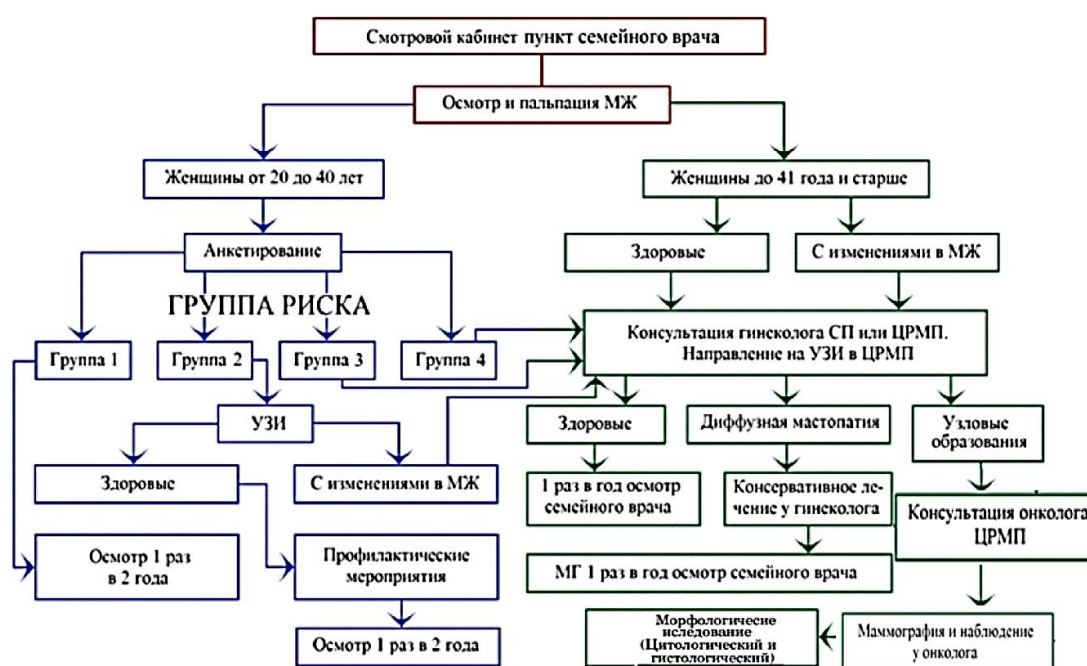 Смотровой кабинет пункт семейного врача
Осмотр и пальпация МЖ
Женщины от 20 до 40 лет
Женщины до 41 года и старше
Анкетирование
Здоровые
С изменениями в МЖ
ГРУППА РИСКА
Группа 1
Группа 2
Группа 3
Группа 4
Консультация гинсколога СП или ЦРМП.
Направление на УЗИ в ЦРМП
УЗИ
Здоровые
Диффузная мастопатия
Узловые
образования
Здоровые
С изменениями в МЖ
1 раз в год осмотр
семейного врача
Консервативное ле-
чение у гинеколога
Консультация онколога
ЦРМП
Осмотр 1 раз
в 2 года
Профилактические
мероприятия
МГ 1 раз в год осмотр семейного врача
Осмотр 1 раз в 2 года
Морфологичесие
иследование
(Цитологический и
гистологический)
Маммография и наблюдение
у онколога